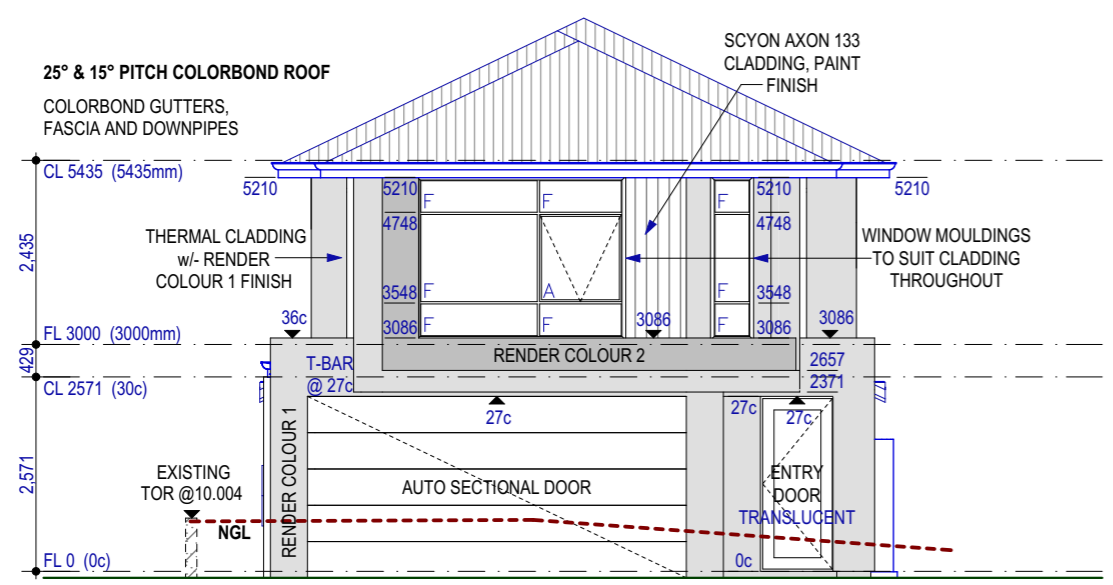 SCYON AXON 133
CLADDING, PAINT
FINISH
25° & 15° PITCH COLORBOND ROOF
COLORBOND GUTTERS,
FASCIA AND DOWNPIPES
CL 5435 (5435mm)
5210
5210
5210
5210
F
F
F
4748
4748
THERMAL CLADDING
w/- RENDER
COLOUR 1 FINISH
WINDOW MOULDINGS
TO SUIT CLADDING
THROUGHOUT
2,435
3548
F
A
F
3548
36c
3086
F
F
3086
F
3086
3086
FL 3000 (3000mm)
429
RENDER COLOUR 2
T-BAR
@ 27c
2657
2371
CL 2571 (30c)
27c
27c
27c
2,571
RENDER COLOUR 1
EXISTING
TOR @10.004
AUTO SECTIONAL DOOR
ENTRY
DOOR
TRANSLUCENT
NGL
FL 0 (0c)
0c